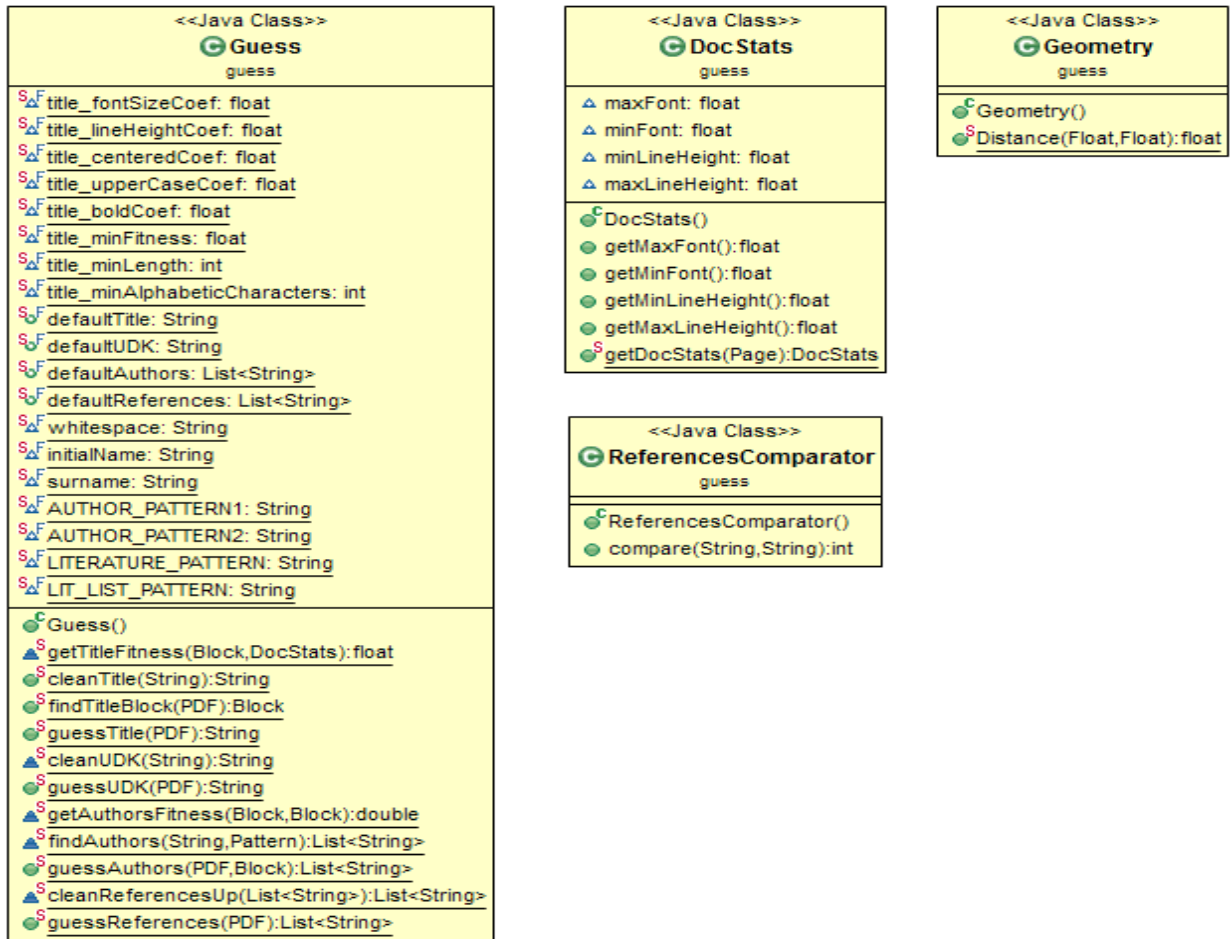 <<Java Class>>
Guess
guess
title_fontSizeCoef: float
title_lineHeightCoef: float
title_centeredCoef: float
title_upperCaseCoef: float
title_boldCoef: float
title_minFitness: float
title_minLength: int
title_minAlphabeticCharacters: int
defaultTitle: String
defaultUDK: String
defaultAuthors: List<String>
defaultReferences: List<String>
whitespace: String
initialName: String
surname: String
AUTHOR_PATTERN1: String
AUTHOR_PATTERN2: String
LITERATURE_PATTERN: String
LIT_LIST_PATTERN: String
Guess()
getTitleFitness(Block,DocStats):float
cleanTitle(String):String
findTitleBlock(PDF):Block
guessTitle(PDF):String
cleanUDK(String):String
guessUDK(PDF):String
getAuthorsFitness(Block,Block):double
findAuthors(String,Pattern):List<String>
guessAuthors(PDF,Block):List<String>
cleanReferencesUp(List<String>):List<String>
guessReferences(PDF):List<String>
<<Java Class>>
DocStats
guess
maxFont: float
minFont: float
minLineHeight: float
maxLineHeight: float
DocStats()
getMaxFont():float
getMinFont():float
getMinLineHeight():float
getMaxLineHeight():float
getDocStats(Page):DocStats
<<Java Class>>
Geometry
guess
Geometry()
Distance(Float,Float):float
<<Java Class>>
ReferencesComparator
guess
ReferencesComparator()
compare(String,String):int